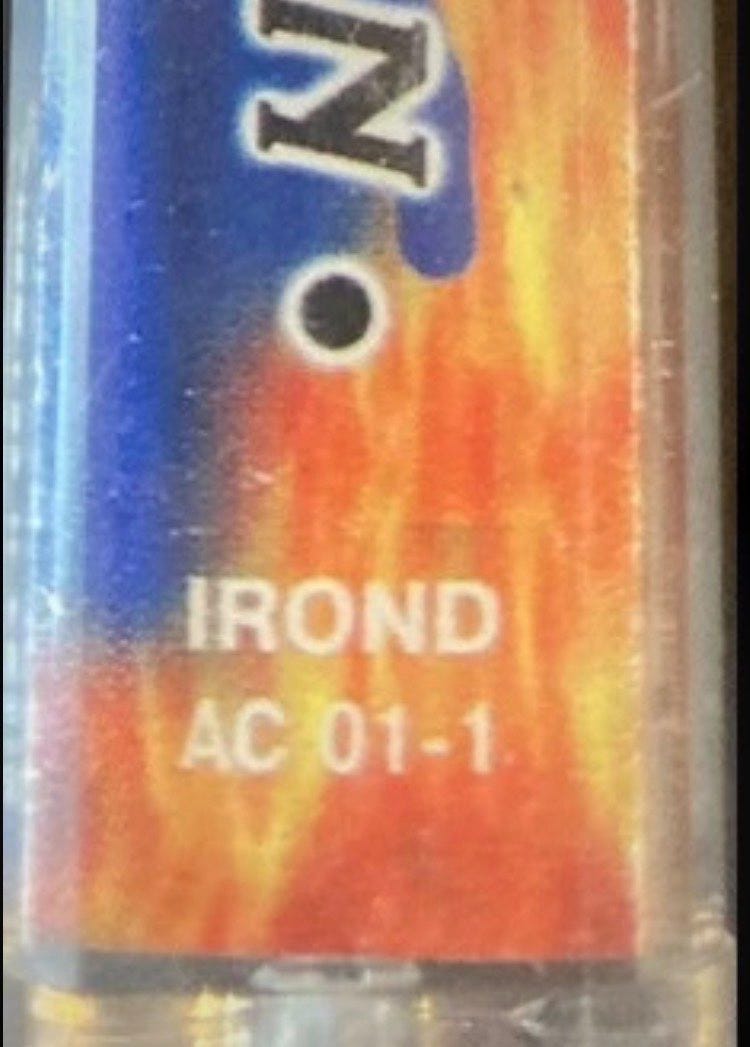 N.
IROND
AC 01-1